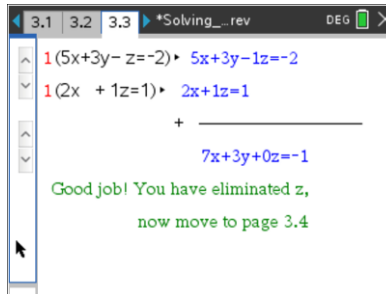 3.1 3.2 3.3 *Solving_...rev DEG
1(5x+3y− z=−2)▸ 5x+3y−1z=−2
1(2x + 1z=1)▸ 2x+1z=1
+
7x+3y+0z=−1
Good job! You have eliminated z,
now move to page 3.4